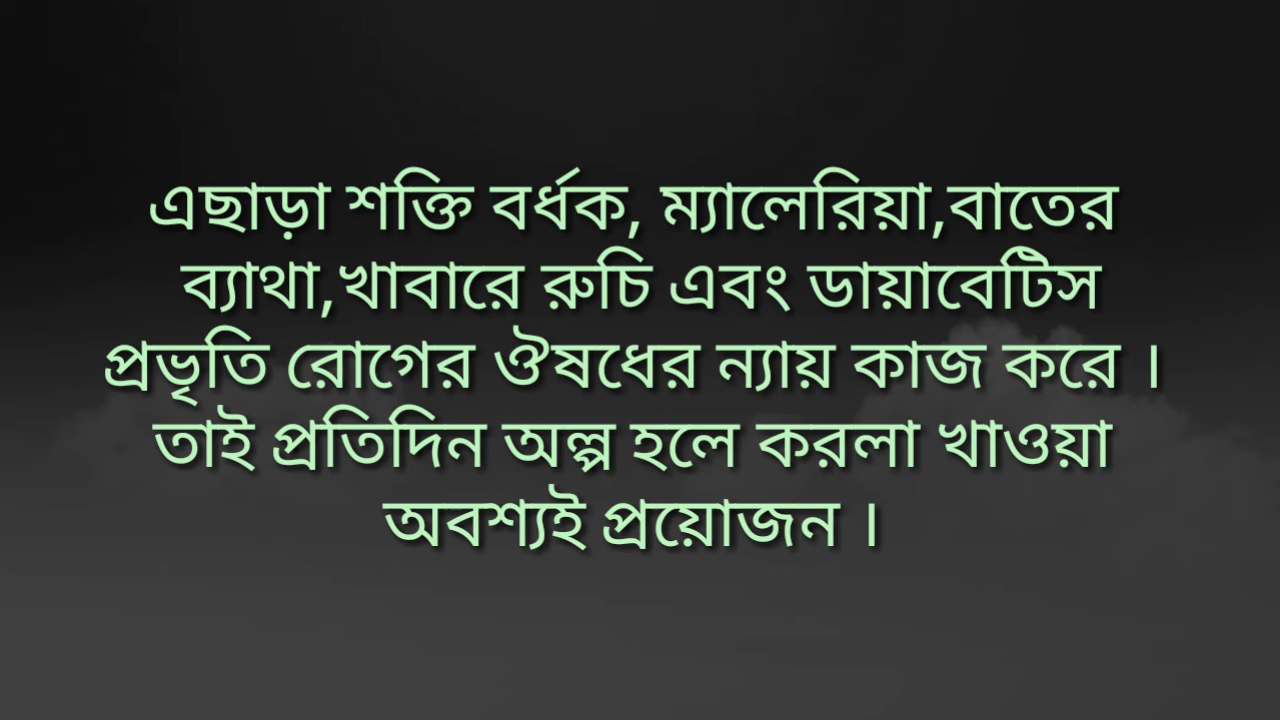 এছাড়া শক্তি বর্ধক, ম্যালেরিয়া,বাতের
ব্যাথা,খাবারে রুচি এবং ডায়াবেটিস
প্রভৃতি রোগের ঔষধের ন্যায় কাজ করে ।
তাই প্রতিদিন অল্প হলে করলা খাওয়া
অবশ্যই প্রয়োজন ।